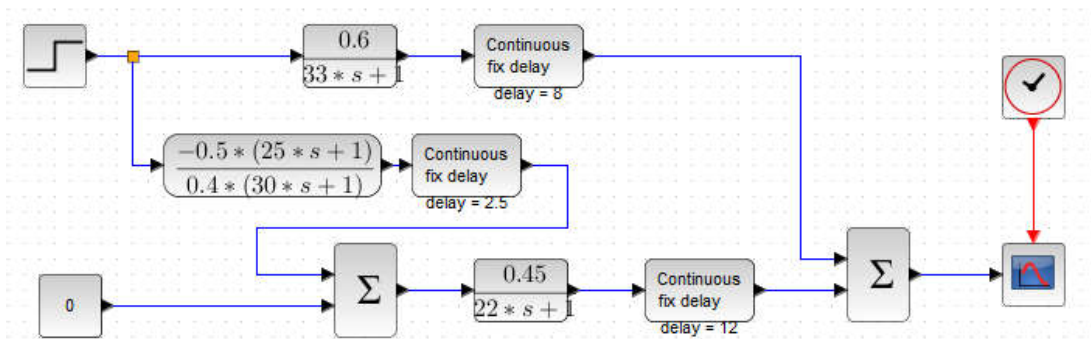 0.6
33 * s + 1
Continuous
fix delay
delay = 8
−0.5 * (25 * s + 1)
0.4 * (30 * s + 1)
Continuous
fix delay
delay = 2.5
0
Σ
0.45
22 * s + 1
Continuous
fix delay
delay = 12
Σ